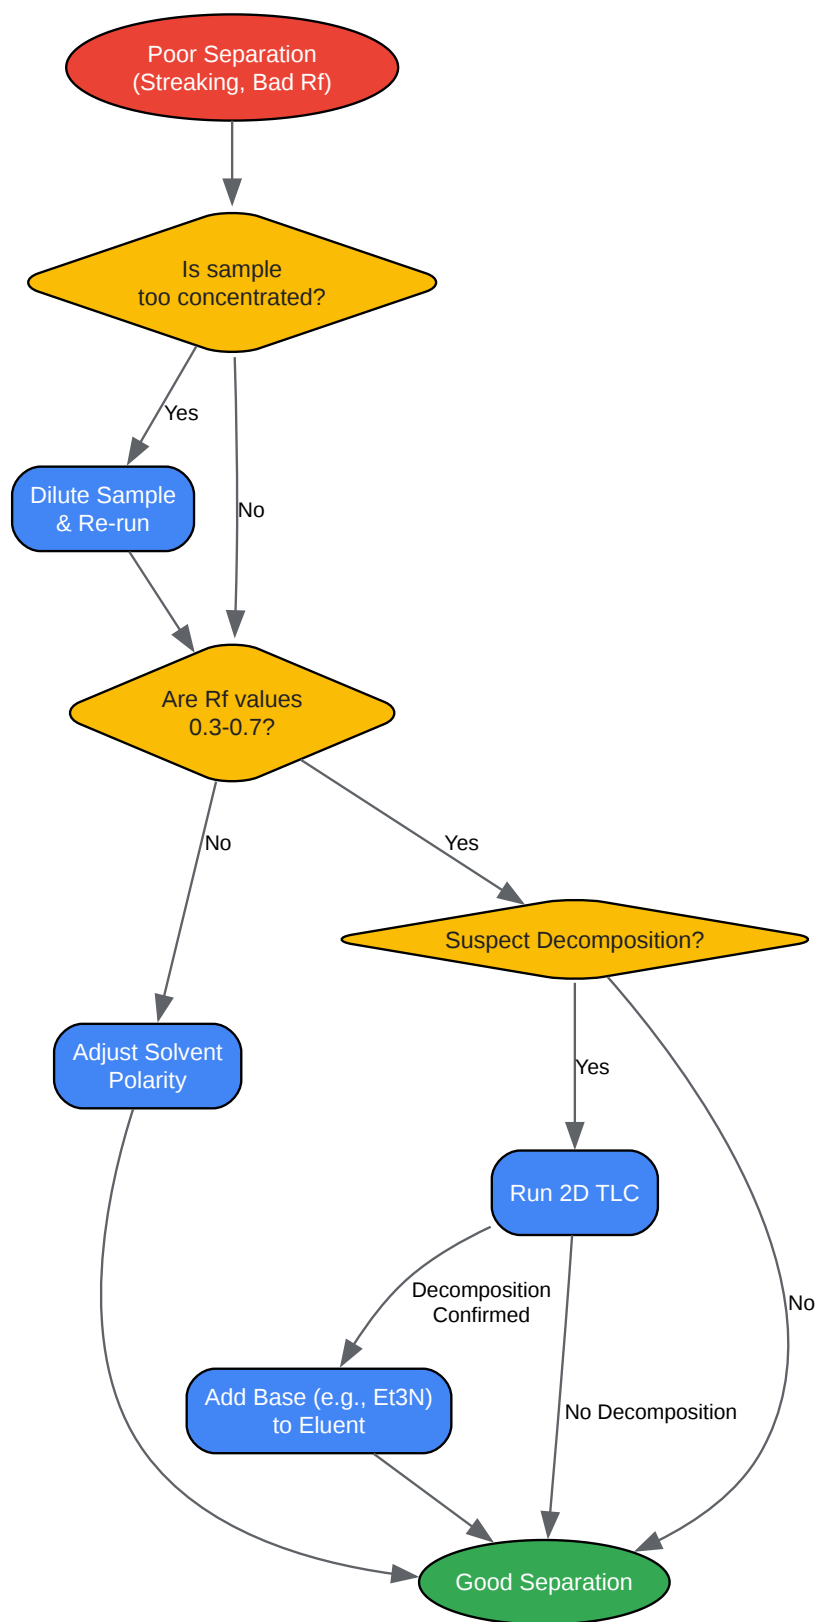 Poor Separation
(Streaking, Bad Rf)
Is sample
too concentrated?
Yes
Dilute Sample
& Re-run
No
Are Rf values
0.3-0.7?
No
Yes
Suspect Decomposition?
Adjust Solvent
Polarity
Yes
Run 2D TLC
Decomposition
Confirmed
No
Add Base (e.g., Et3N)
to Eluent
No Decomposition
Good Separation